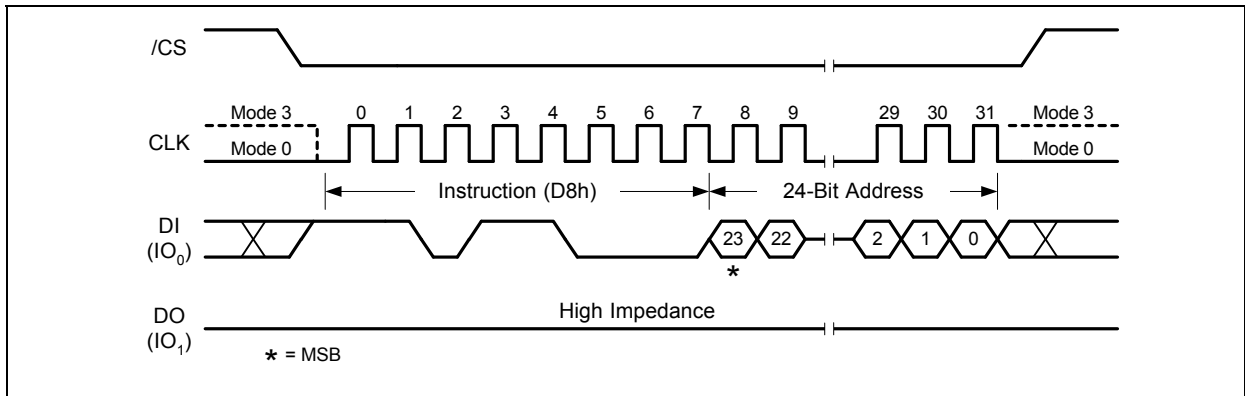 /CS
Mode 3 0 1 2 3 4 5 6 7 8 9 29 30 31 Mode 3
CLK
Mode 0 Mode 0
Instruction (D8h) 24-Bit Address
DI
(IO0)
23 22 2 1 0
*
High Impedance
DO
(IO1)
* = MSB